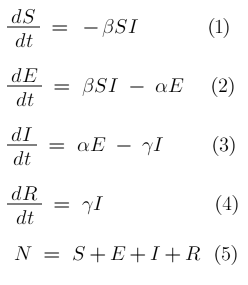 dS/dt = −βSI (1)
dE/dt = βSI − αE (2)
dI/dt = αE − γI (3)
dR/dt = γI (4)
N = S + E + I + R (5)